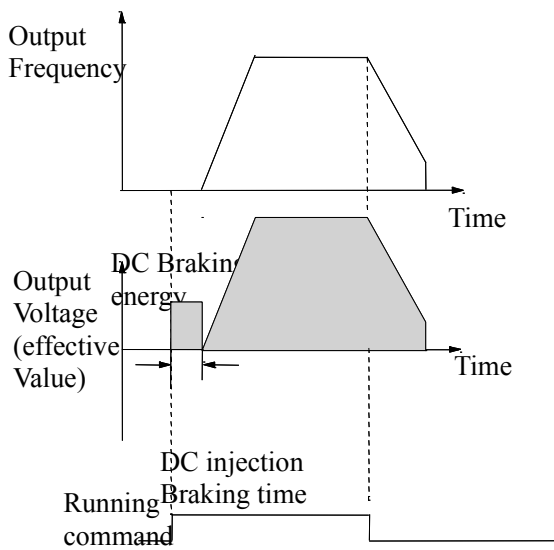 Output
Frequency
Time
DC Braking
energy
Output
Voltage
(effective
Value)
Time
DC injection
Braking time
Running
command